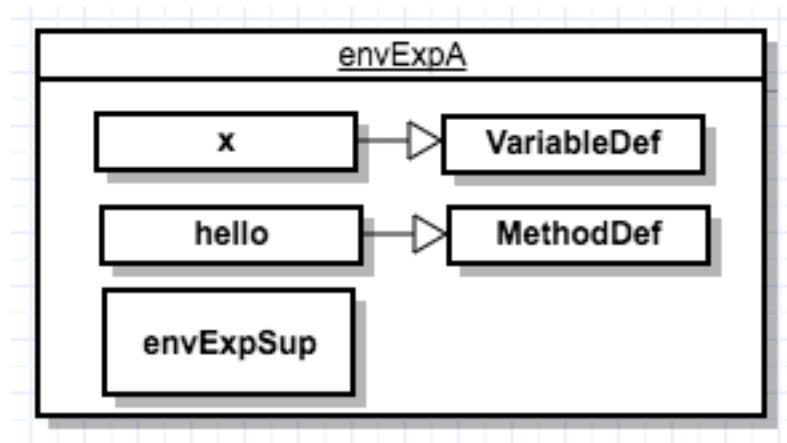 envExpA
x
VariableDef
hello
MethodDef
envExpSup